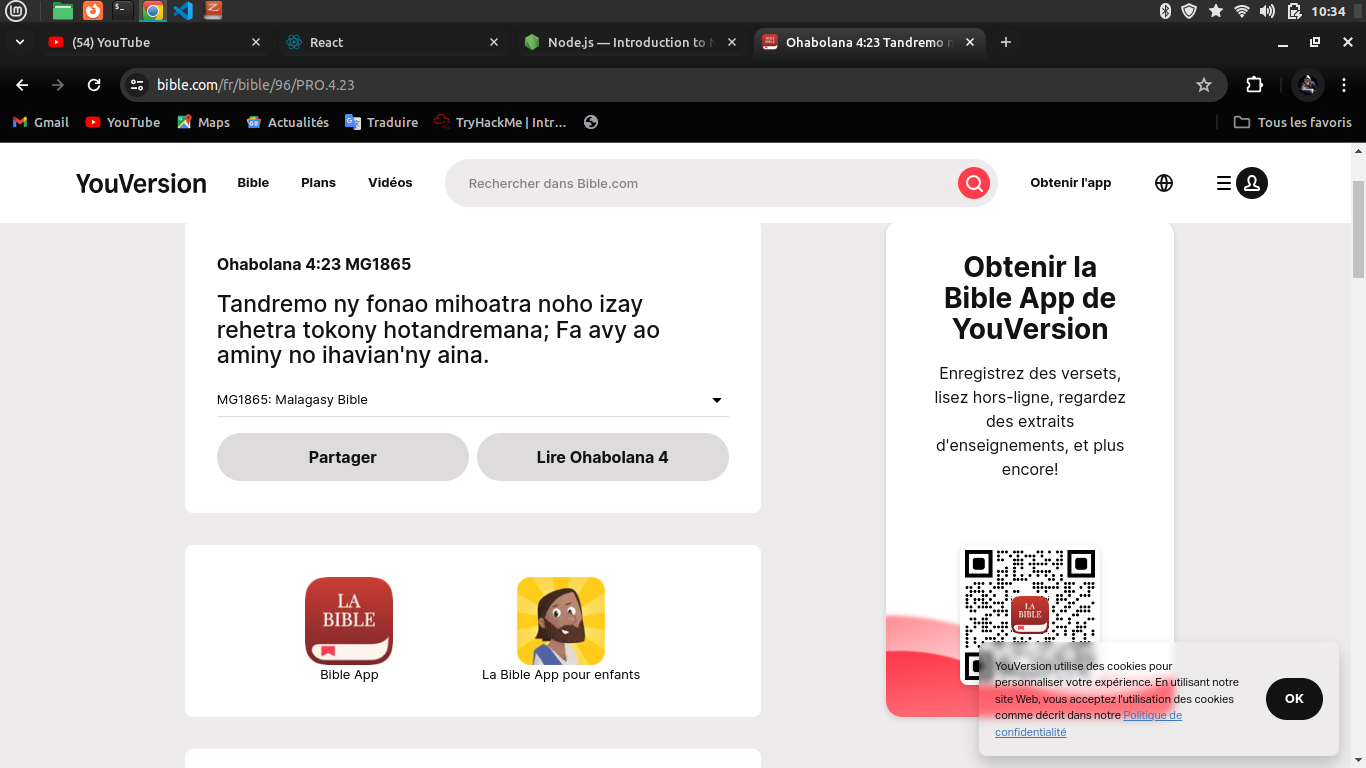 10:34
(54) YouTube
React
Node.js — Introduction to N
Ohabolana 4:23 Tandremo n
bible.com/fr/bible/96/PRO.4.23
Gmail
YouTube
Maps
Actualités
Traduire
TryHackMe | Intr...
Tous les favoris
YouVersion
Bible
Plans
Vidéos
Rechercher dans Bible.com
Obtenir l'app
Ohabolana 4:23 MG1865
Tandremo ny fonao mihoatra noho izay
rehetra tokony hotandremana; Fa avy ao
aminy no ihavian'ny aina.
MG1865: Malagasy Bible
Partager
Lire Ohabolana 4
LA
BIBLE
Bible App
La Bible App pour enfants
Obtenir la
Bible App de
YouVersion
Enregistrez des versets,
lisez hors-ligne, regardez
des extraits
d'enseignements, et plus
encore!
LA
BIBLE
YouVersion utilise des cookies pour
personnaliser votre expérience. En utilisant notre
site Web, vous acceptez l'utilisation des cookies
comme décrit dans notre Politique de
confidentialité
OK